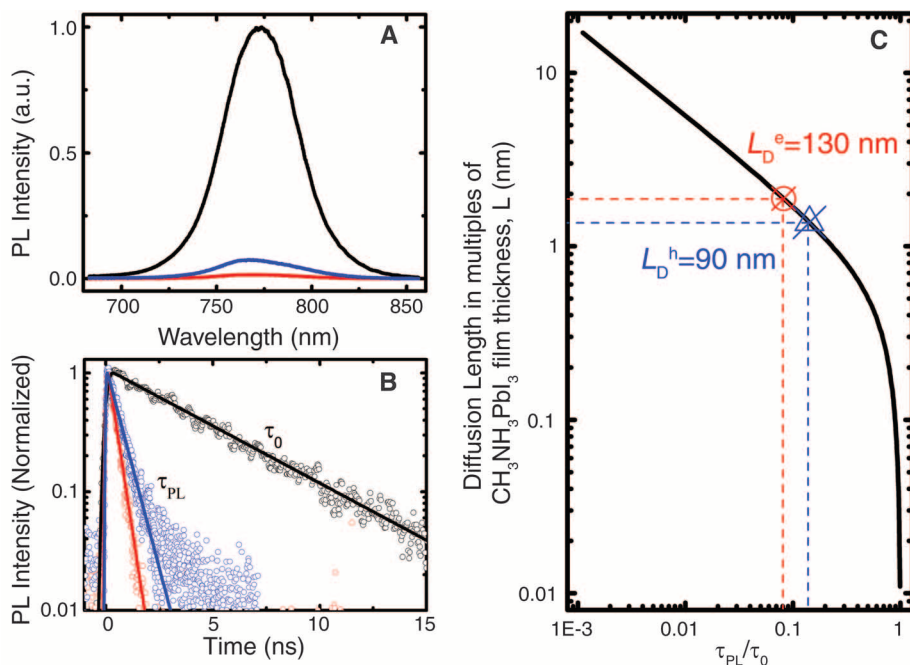 A
PL Intensity (a.u.)
1.0
0.5
0.0
700
750
800
850
Wavelength (nm)
B
PL Intensity (Normalized)
1
0.1
0.01
τ0
τPL
0
5
10
15
Time (ns)
C
Diffusion Length in multiples of
CH3NH3PbI3 film thickness, L (nm)
10
1
0.1
0.01
LDe=130 nm
LDh=90 nm
1E-3
0.01
0.1
1
τPL/τ0